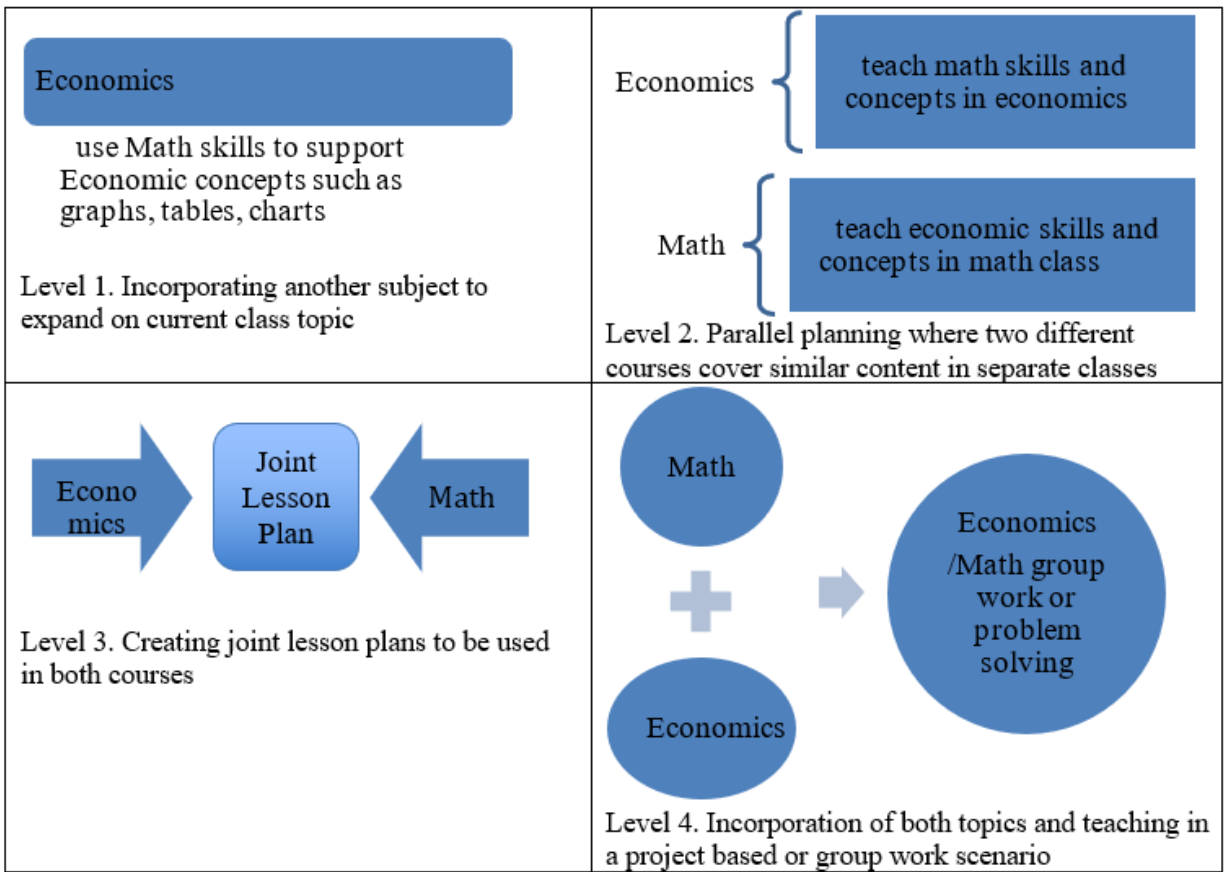 Economics
use Math skills to support
Economic concepts such as
graphs, tables, charts
Level 1. Incorporating another subject to
expand on current class topic
Economics
teach math skills and
concepts in economics
Math
teach economic skills and
concepts in math class
Level 2. Parallel planning where two different
courses cover similar content in separate classes
Econo
mics
Joint
Lesson
Plan
Math
Level 3. Creating joint lesson plans to be used
in both courses
Math
Economics
Economics
/Math group
work or
problem
solving
Level 4. Incorporation of both topics and teaching in
a project based or group work scenario